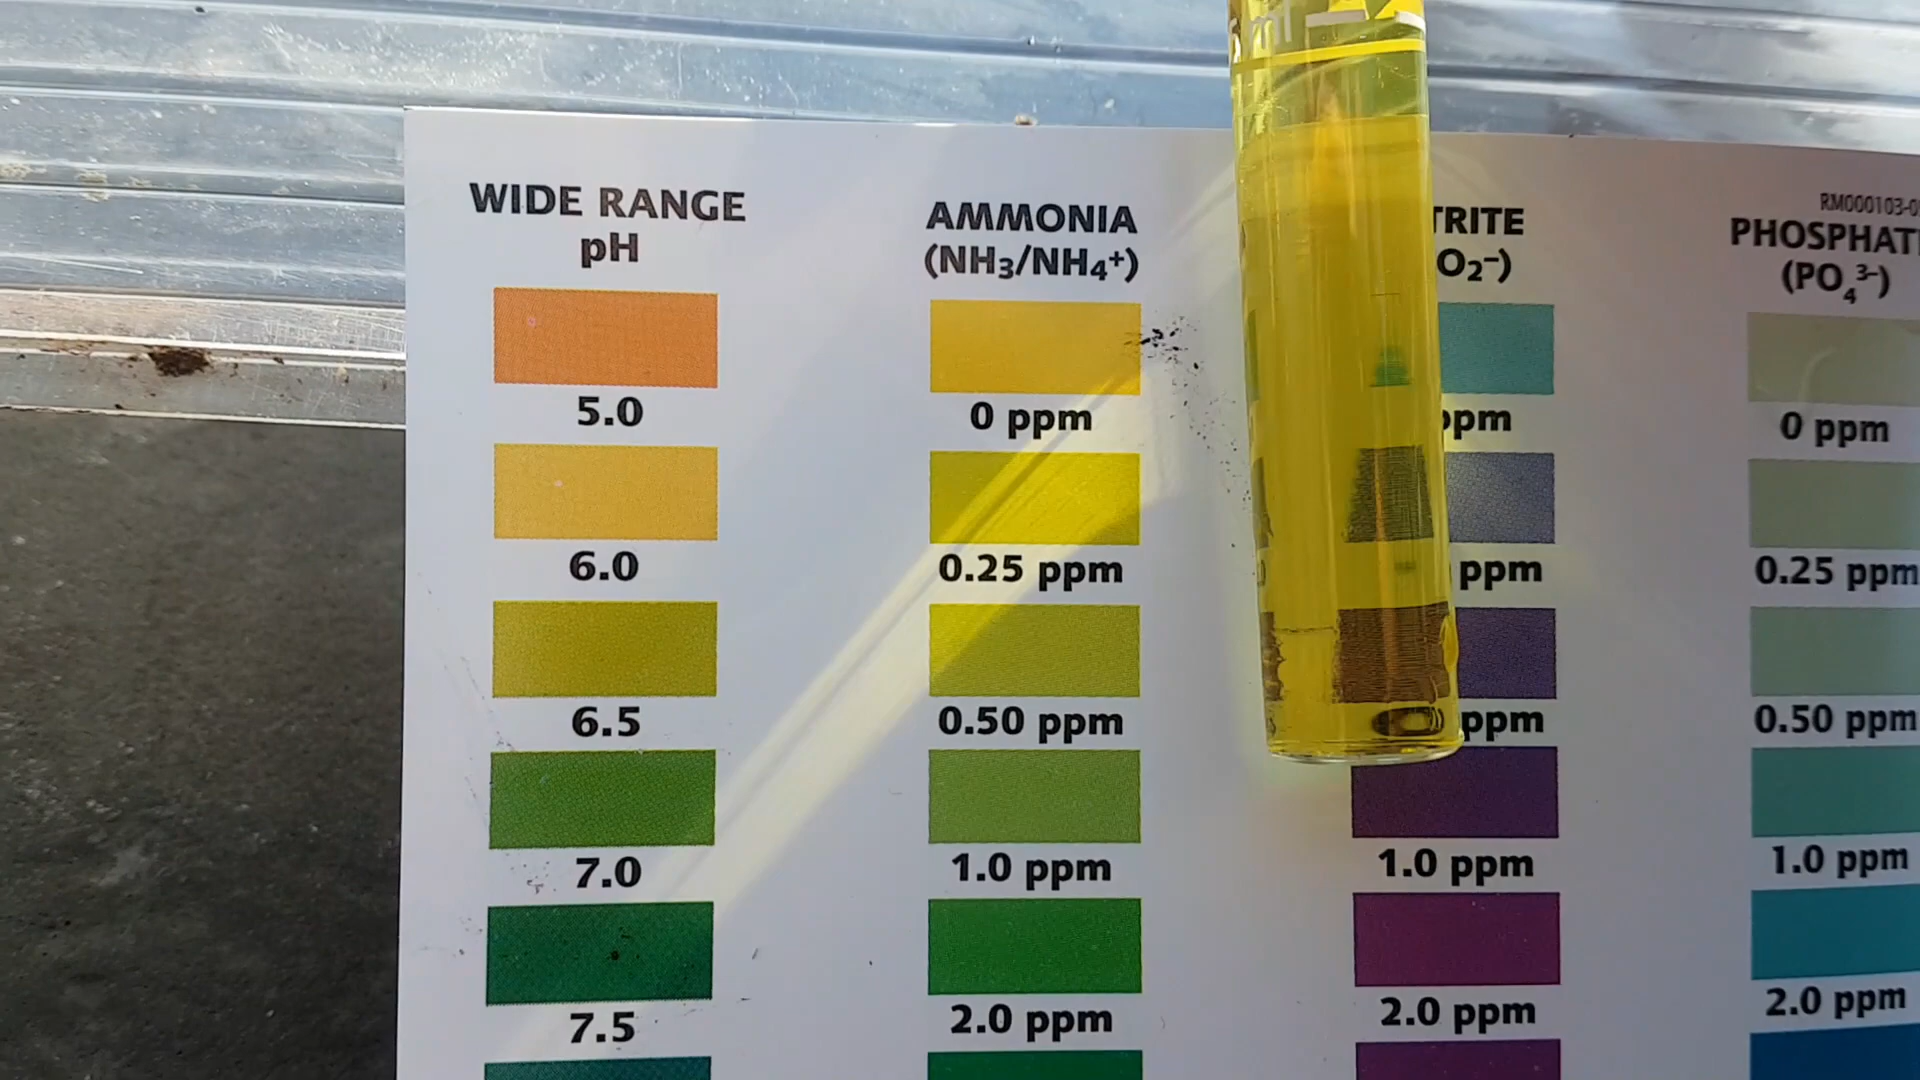 ml
RM000103-0
WIDE RANGE
pH
5.0
6.0
6.5
7.0
7.5
AMMONIA
(NH₃/NH₄⁺)
0 ppm
0.25 ppm
0.50 ppm
1.0 ppm
2.0 ppm
TRITE
O₂⁻)
ppm
ppm
ppm
1.0 ppm
2.0 ppm
PHOSPHAT
(PO₄³⁻)
0 ppm
0.25 ppm
0.50 ppm
1.0 ppm
2.0 ppm